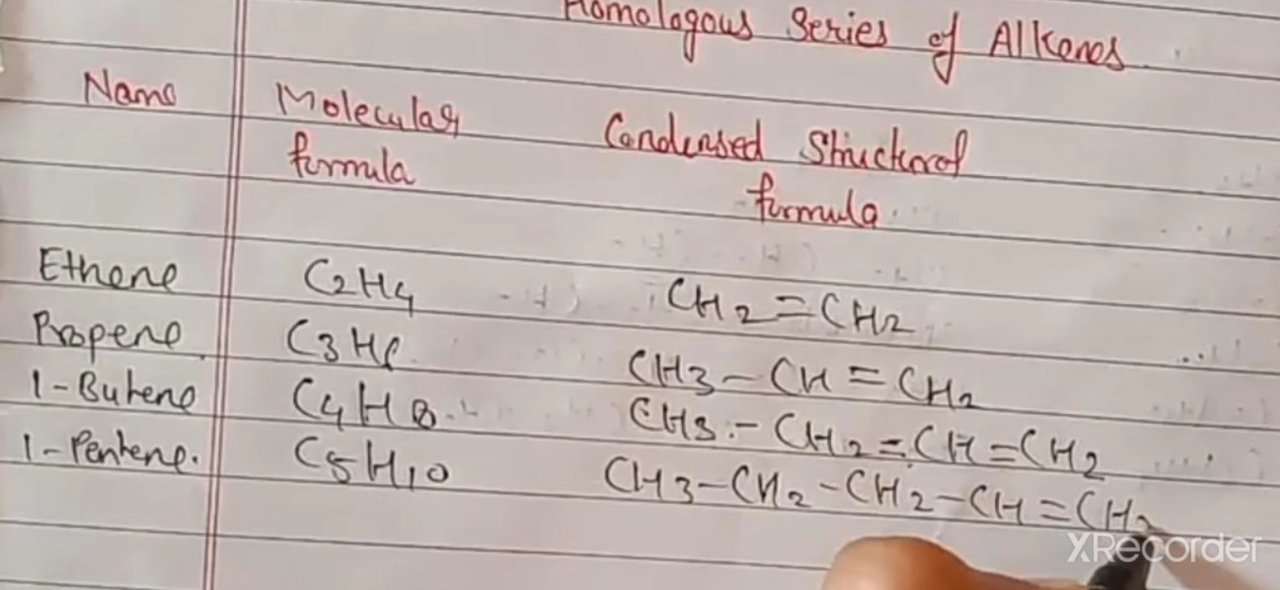 Homologous Series of Alkenes
Name Molecular Condensed Structural
formula formula
Ethene C2H4 CH2=CH2
Propene C3H6 CH3-CH=CH2
1-Butene C4H8 CH3-CH2=CH=CH2
1-Pentene. C5H10 CH3-CH2-CH2-CH=CH2
XRecorder